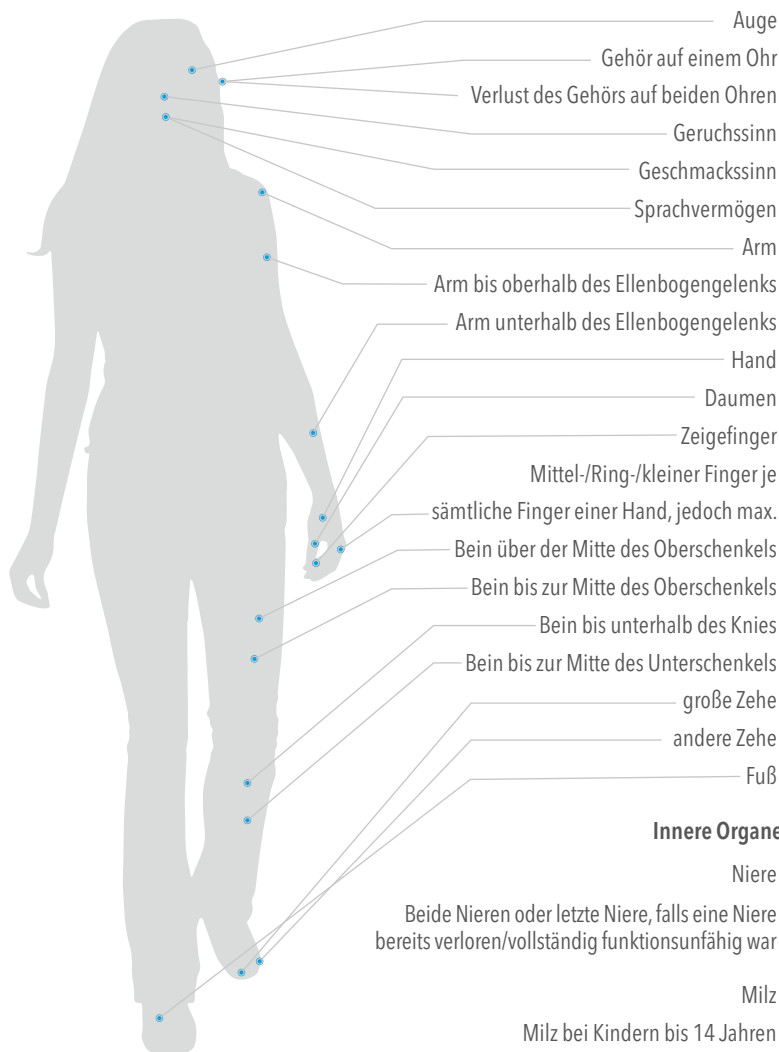 Auge
Gehör auf einem Ohr
Verlust des Gehörs auf beiden Ohren
Geruchssinn
Geschmackssinn
Sprachvermögen
Arm
Arm bis oberhalb des Ellenbogengelenks
Arm unterhalb des Ellenbogengelenks
Hand
Daumen
Zeigefinger
Mittel-/Ring-/kleiner Finger je
sämtliche Finger einer Hand, jedoch max.
Bein über der Mitte des Oberschenkels
Bein bis zur Mitte des Oberschenkels
Bein bis unterhalb des Knies
Bein bis zur Mitte des Unterschenkels
große Zehe
andere Zehe
Fuß
Innere Organe
Niere
Beide Nieren oder letzte Niere, falls eine Niere
bereits verloren/vollständig funktionsunfähig war
Milz
Milz bei Kindern bis 14 Jahren